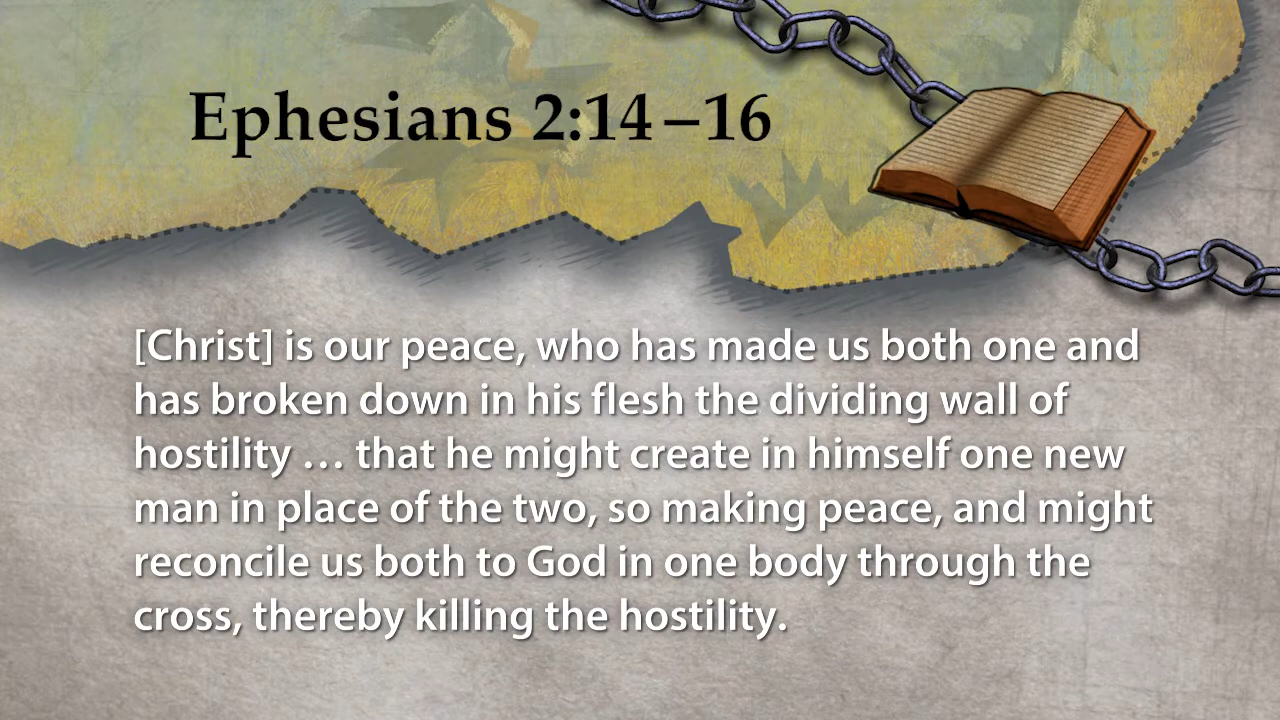 Ephesians 2:14–16
[Christ] is our peace, who has made us both one and
has broken down in his flesh the dividing wall of
hostility … that he might create in himself one new
man in place of the two, so making peace, and might
reconcile us both to God in one body through the
cross, thereby killing the hostility.